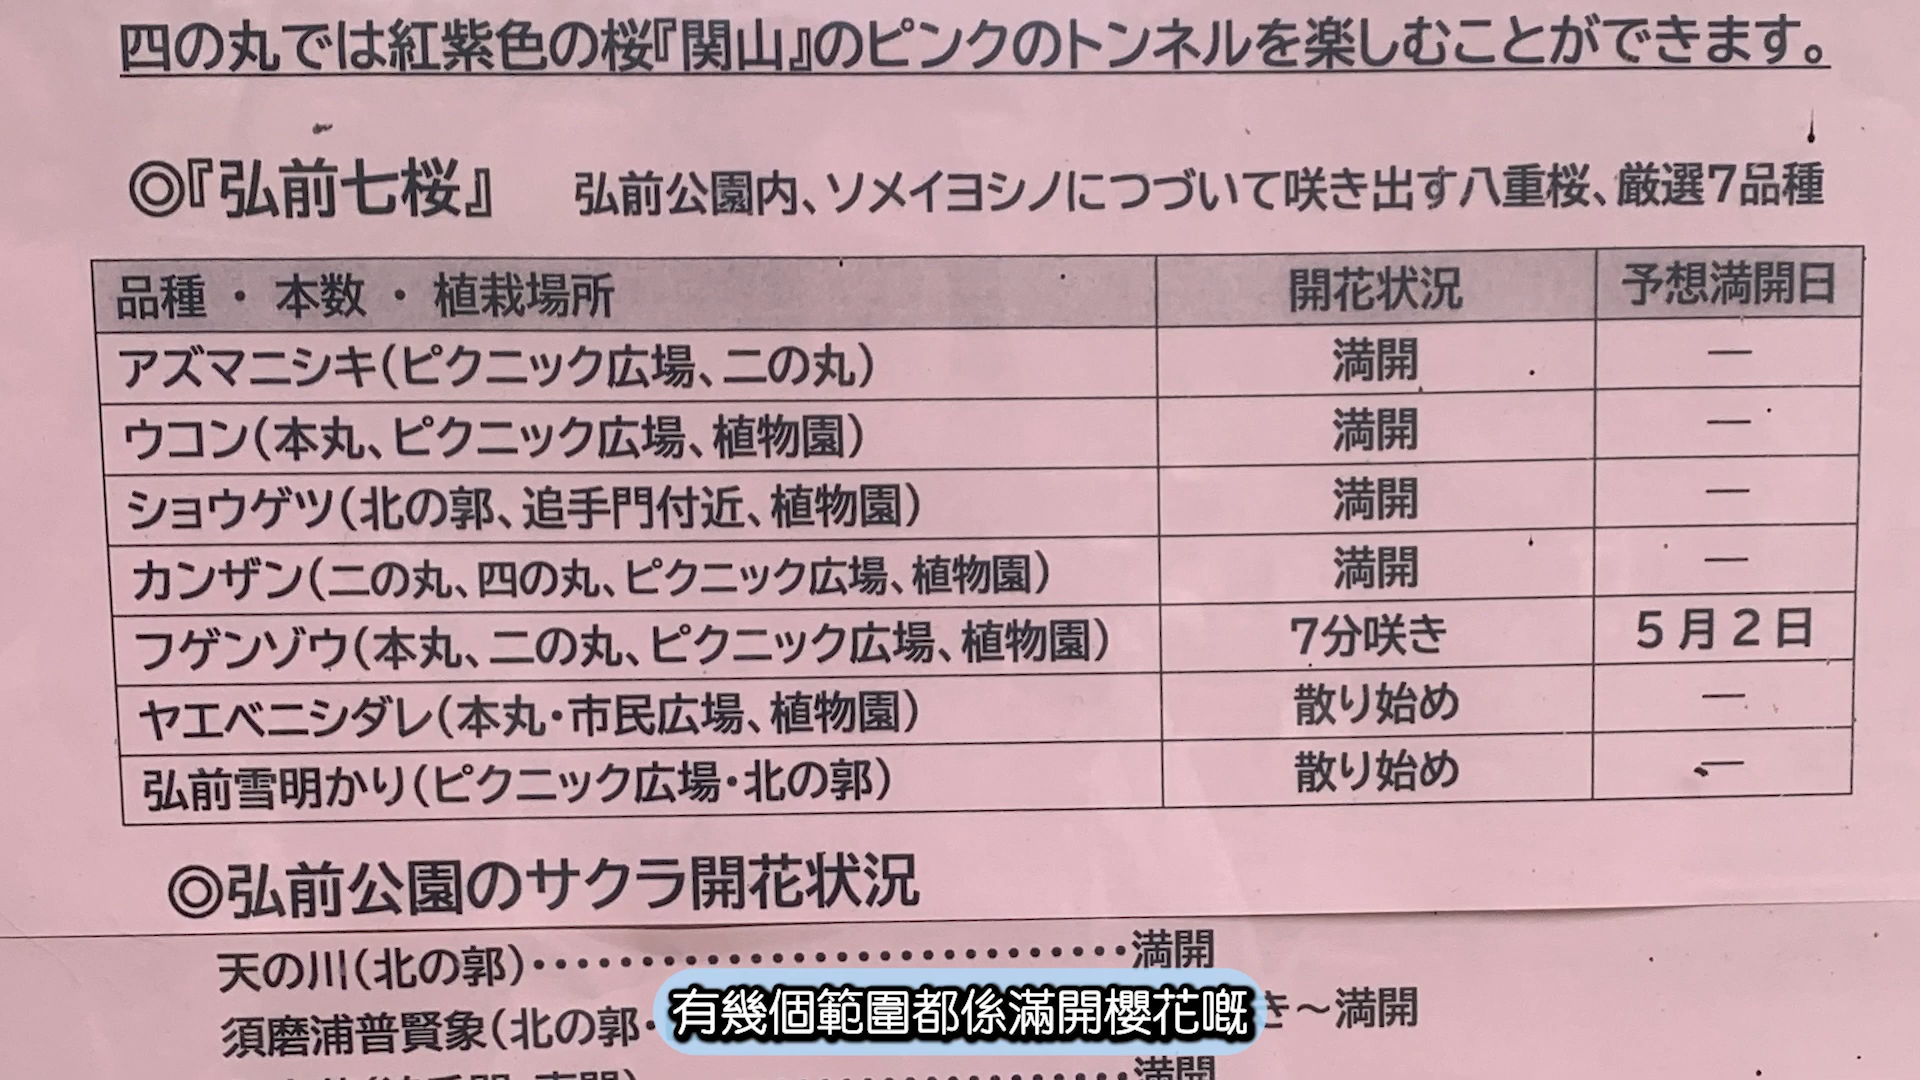 四の丸では紅紫色の桜『関山』のピンクのトンネルを楽しむことができます。
◎『弘前七桜』 弘前公園内、ソメイヨシノにつづいて咲き出す八重桜、厳選7品種
品種 ・ 本数 ・ 植栽場所 開花状況 予想満開日
アズマニシキ(ピクニック広場、二の丸) 満開 ―
ウコン(本丸、ピクニック広場、植物園) 満開 ―
ショウゲツ(北の郭、追手門付近、植物園) 満開 ―
カンザン(二の丸、四の丸、ピクニック広場、植物園) 満開 ―
フゲンゾウ(本丸、二の丸、ピクニック広場、植物園) 7分咲き 5月2日
ヤエベニシダレ(本丸・市民広場、植物園) 散り始め ―
弘前雪明かり(ピクニック広場・北の郭) 散り始め ―
◎弘前公園のサクラ開花状況
天の川(北の郭)・・・・・・・・・・・・・・・・・・・・・・・・・・・・満開
須磨浦普賢象(北の郭・ き～満開
有幾個範圍都係滿開櫻花嘅
満開